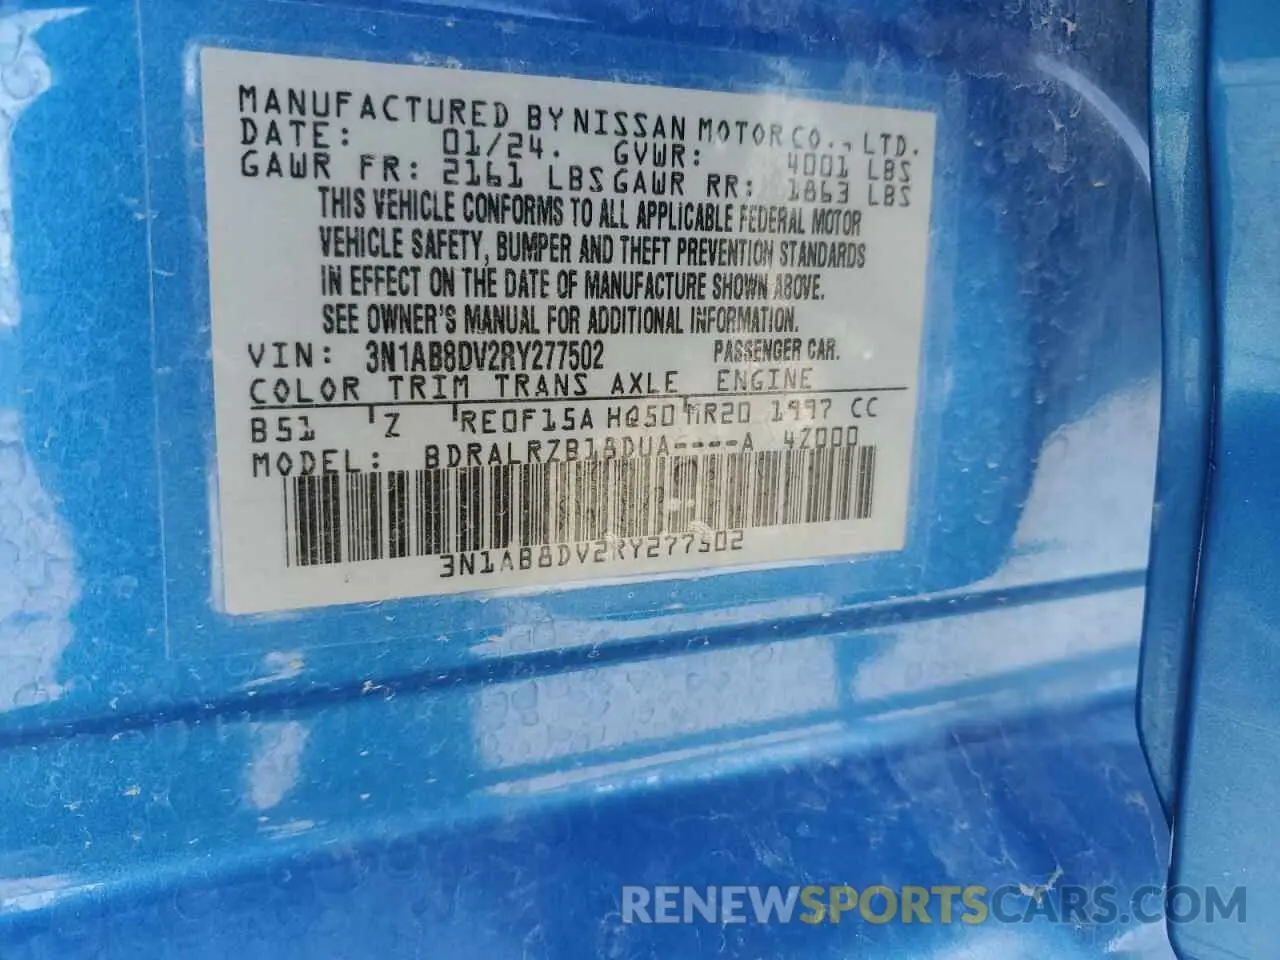 MANUFACTURED BY NISSAN MOTOR CO., LTD.
DATE: 01/24. GVWR: 4001 LBS
GAWR FR: 2161 LBS GAWR RR: 1863 LBS
THIS VEHICLE CONFORMS TO ALL APPLICABLE FEDERAL MOTOR
VEHICLE SAFETY, BUMPER AND THEFT PREVENTION STANDARDS
IN EFFECT ON THE DATE OF MANUFACTURE SHOWN ABOVE.
SEE OWNER'S MANUAL FOR ADDITIONAL INFORMATION.
VIN: 3N1AB8DV2RY277502 PASSENGER CAR.
COLOR TRIM TRANS AXLE ENGINE
B51 Z RE0F15A HQ50 MR20 1997 CC
MODEL: BDRALRZB18DUA----A 4Z000
3N1AB8DV2RY277502
RENEWSPORTSCARS.COM